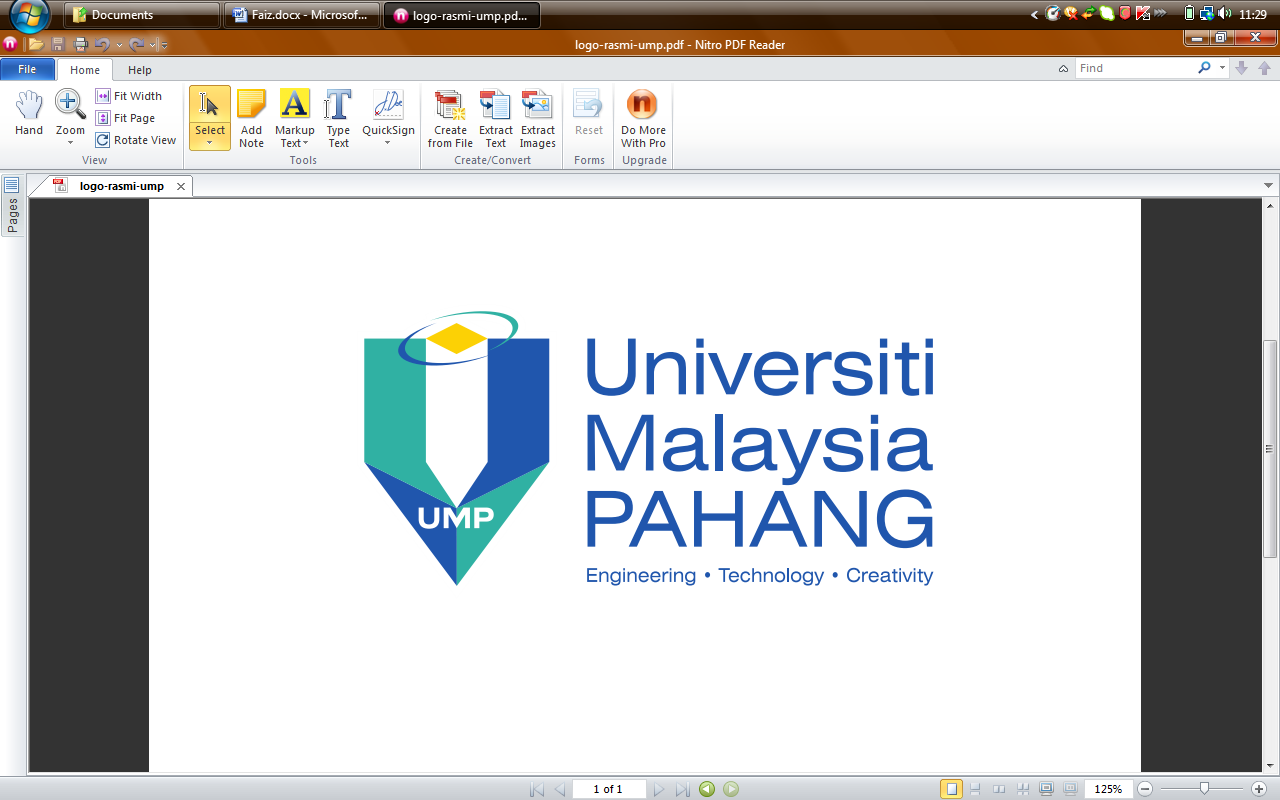 Documents
Faiz.docx - Microsof...
logo-rasmi-ump.pd...
11:29
logo-rasmi-ump.pdf - Nitro PDF Reader
File
Home
Help
Find
Hand
Zoom
Fit Width
Fit Page
Rotate View
View
Select
Add Note
Markup Text
Type Text
QuickSign
Tools
Create from File
Extract Text
Extract Images
Create/Convert
Reset
Forms
Do More With Pro
Upgrade
logo-rasmi-ump
Pages
UMP
Universiti
Malaysia
PAHANG
Engineering • Technology • Creativity
1 of 1
125%